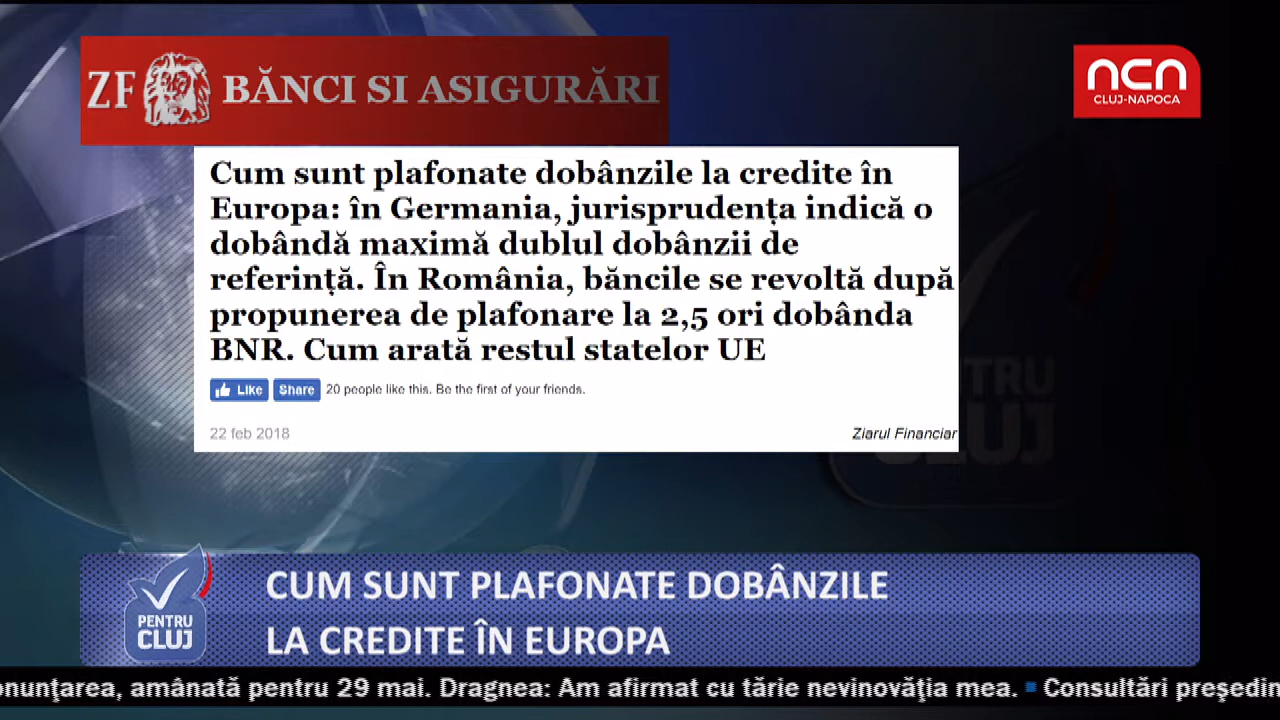 ZF BĂNCI SI ASIGURĂRI
ncn
CLUJ-NAPOCA
Cum sunt plafonate dobânzile la credite în
Europa: în Germania, jurisprudența indică o
dobândă maximă dublul dobânzii de
referință. În România, băncile se revoltă după
propunerea de plafonare la 2,5 ori dobânda
BNR. Cum arată restul statelor UE
Like Share 20 people like this. Be the first of your friends.
22 feb 2018 Ziarul Financiar
CLUJ
PENTRU
CLUJ
CUM SUNT PLAFONATE DOBÂNZILE
LA CREDITE ÎN EUROPA
amânată pentru 29 mai. Dragnea: Am afirmat cu tărie nevinovăţia mea. Consultări